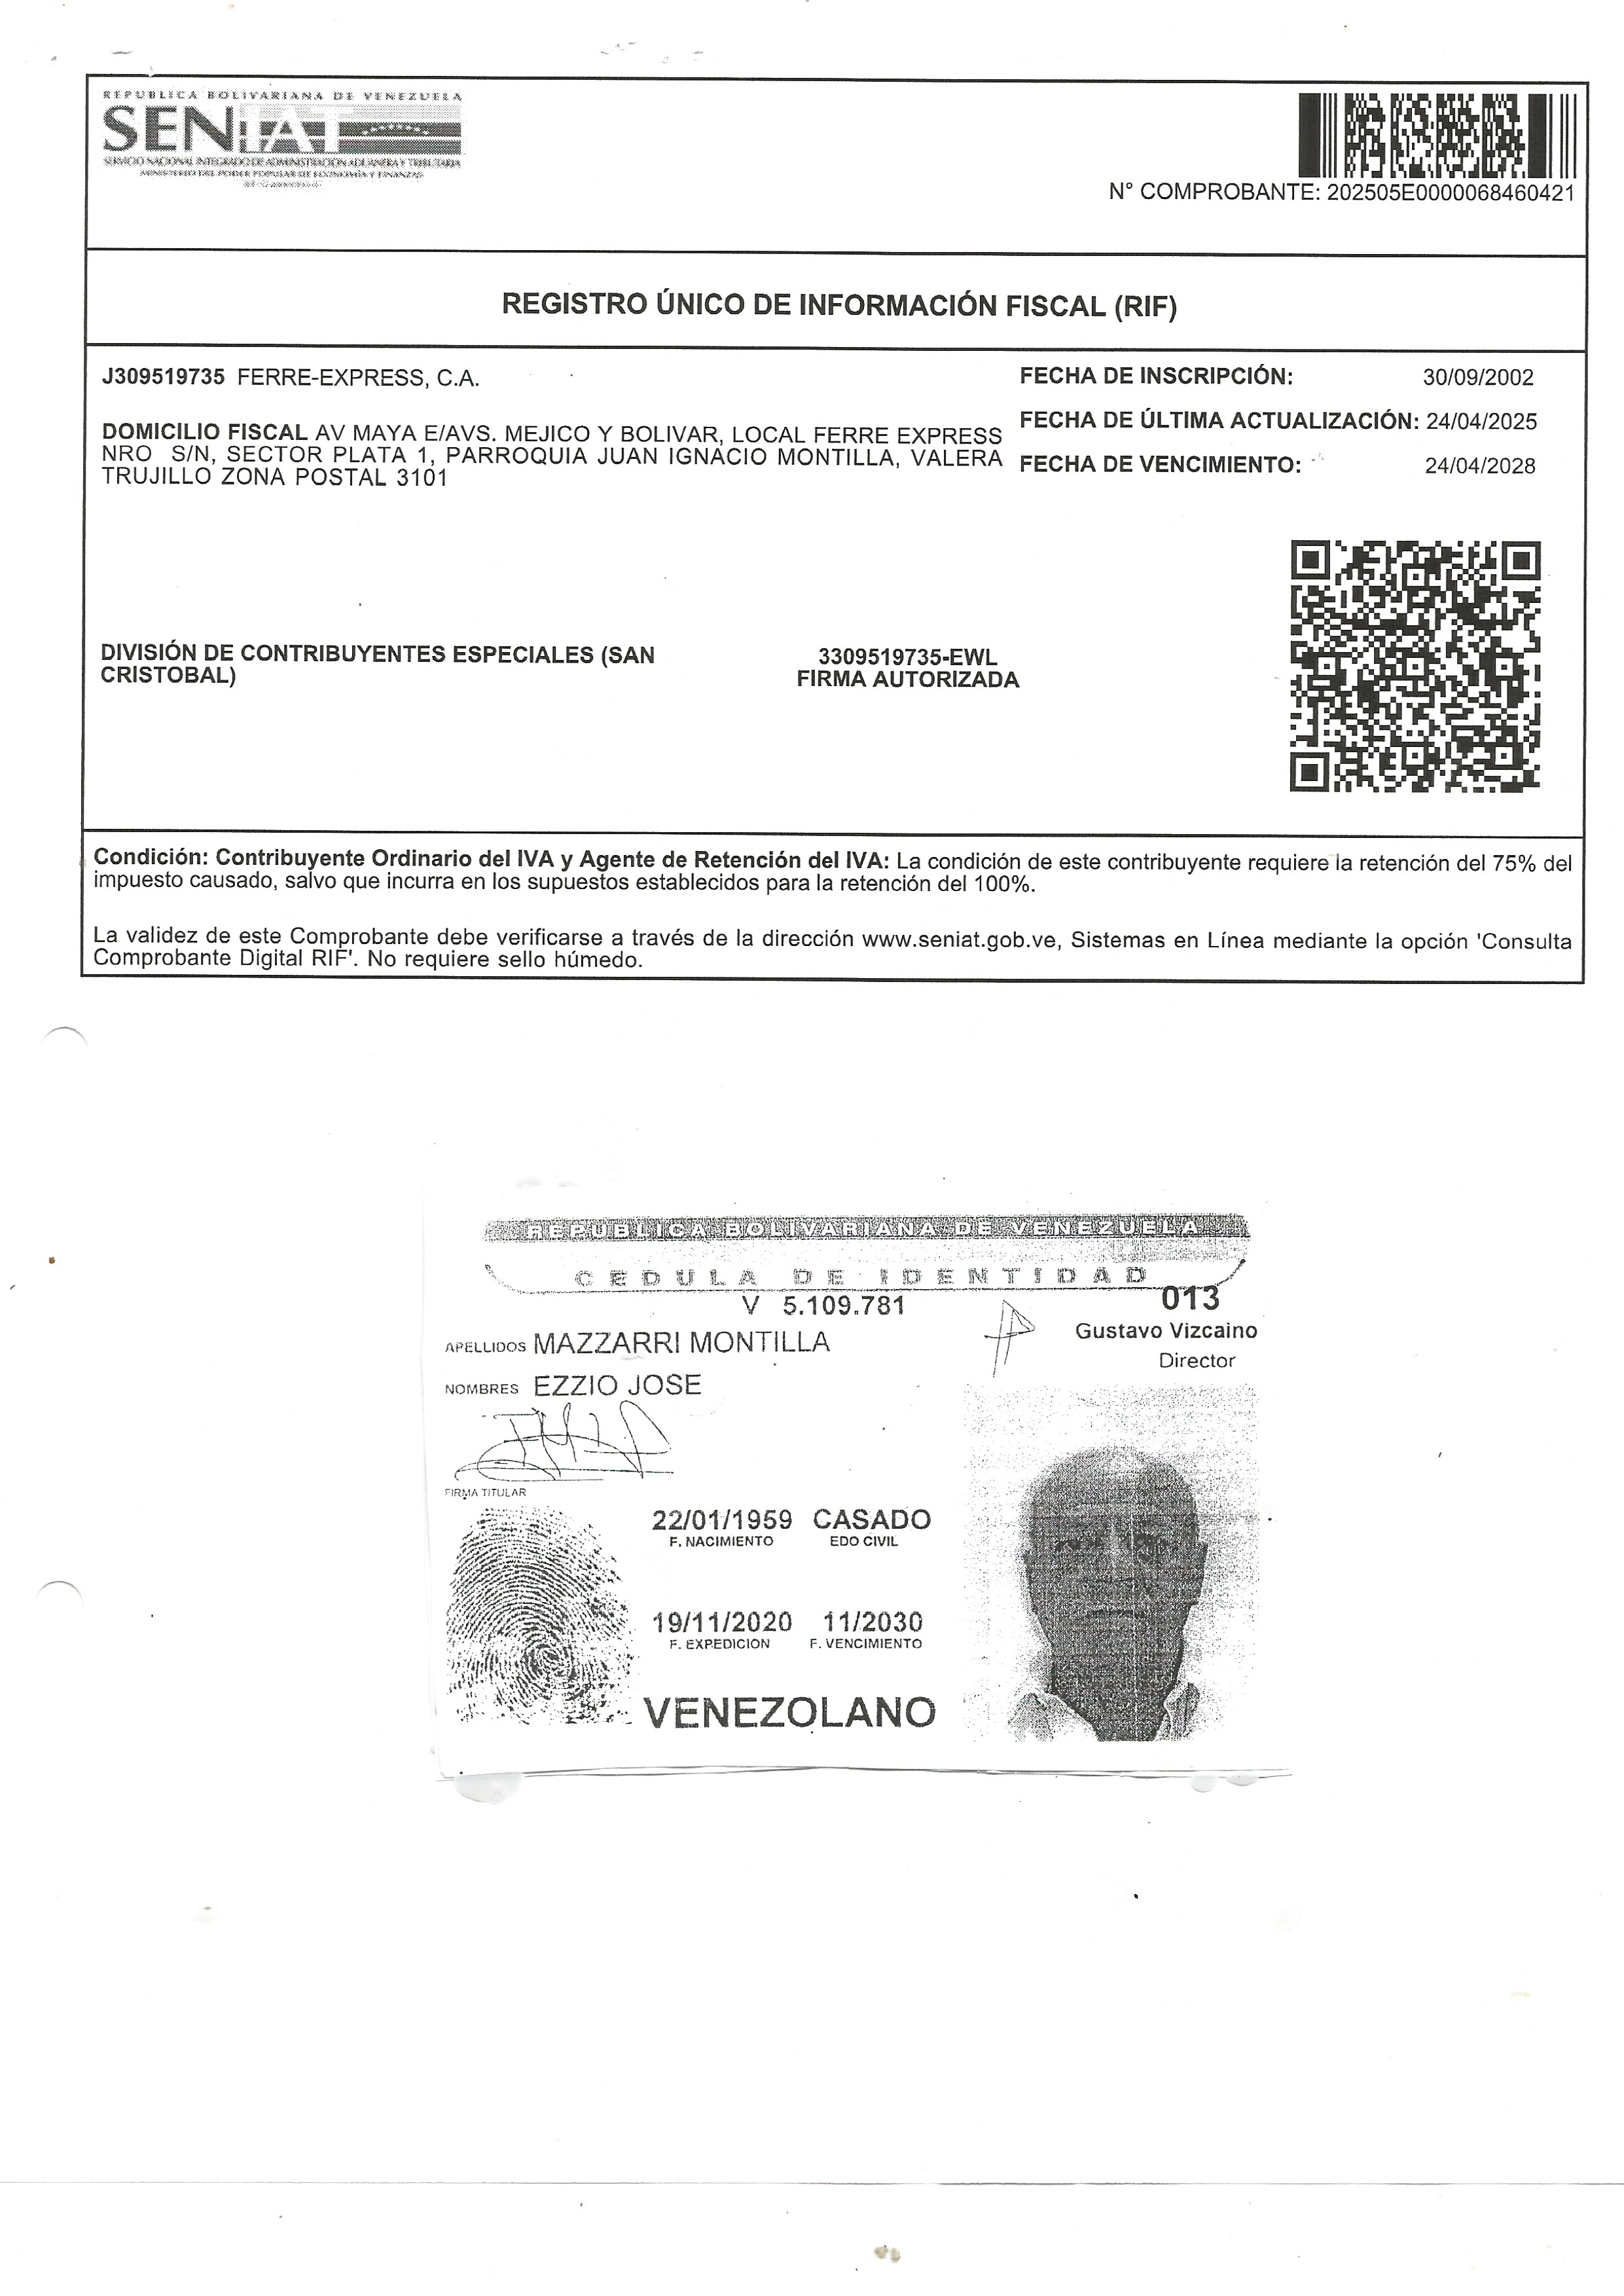 REPUBLICA BOLIVARIANA DE VENEZUELA
SENIAT
SERVICIO NACIONAL INTEGRADO DE ADMINISTRACION ADUANERA Y TRIBUTARIA
MINISTERIO DEL PODER POPULAR DE ECONOMÍA Y FINANZAS
N° COMPROBANTE: 202505E0000068460421
REGISTRO ÚNICO DE INFORMACIÓN FISCAL (RIF)
J309519735 FERRE-EXPRESS, C.A.
FECHA DE INSCRIPCIÓN: 30/09/2002
FECHA DE ÚLTIMA ACTUALIZACIÓN: 24/04/2025
FECHA DE VENCIMIENTO: 24/04/2028
DOMICILIO FISCAL AV MAYA E/AVS. MEJICO Y BOLIVAR, LOCAL FERRE EXPRESS
NRO S/N, SECTOR PLATA 1, PARROQUIA JUAN IGNACIO MONTILLA, VALERA
TRUJILLO ZONA POSTAL 3101
DIVISIÓN DE CONTRIBUYENTES ESPECIALES (SAN
CRISTOBAL)
3309519735-EWL
FIRMA AUTORIZADA
Condición: Contribuyente Ordinario del IVA y Agente de Retención del IVA: La condición de este contribuyente requiere la retención del 75% del
impuesto causado, salvo que incurra en los supuestos establecidos para la retención del 100%.
La validez de este Comprobante debe verificarse a través de la dirección www.seniat.gob.ve, Sistemas en Línea mediante la opción 'Consulta
Comprobante Digital RIF'. No requiere sello húmedo.
REPUBLICA BOLIVARIANA DE VENEZUELA
CEDULA DE IDENTIDAD
V 5.109.781
013
Gustavo Vizcaino
Director
APELLIDOS MAZZARRI MONTILLA
NOMBRES EZZIO JOSE
FIRMA TITULAR
22/01/1959 CASADO
F. NACIMIENTO EDO CIVIL
19/11/2020 11/2030
F. EXPEDICION F. VENCIMIENTO
VENEZOLANO